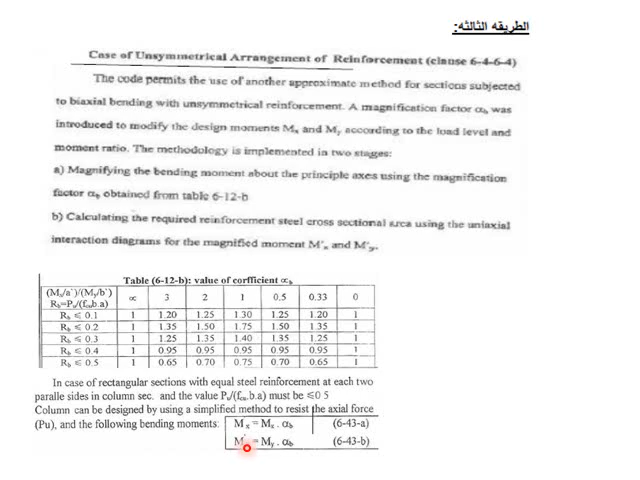 الطريقه الثالثه:
Case of Unsymmetrical Arrangement of Reinforcement (clause 6-4-6-4)
The code permits the use of another approximate method for sections subjected
to biaxial bending with unsymmetrical reinforcement. A magnification factor αb was
introduced to modify the design moments Mx and My according to the load level and
moment ratio. The methodology is implemented in two stages:
a) Magnifying the bending moment about the principle axes using the magnification
factor αb obtained from table 6-12-b
b) Calculating the required reinforcement steel cross sectional area using the uniaxial
interaction diagrams for the magnified moment M'x and M'y.
Table (6-12-b): value of corfficient ∝b
(Mx/a`)/(My/b`) ∝ 3 2 1 0.5 0.33 0
Rb=Pu/(fcu.b.a)
Rb ≤ 0.1 1 1.20 1.25 1.30 1.25 1.20 1
Rb ≤ 0.2 1 1.35 1.50 1.75 1.50 1.35 1
Rb ≤ 0.3 1 1.25 1.35 1.40 1.35 1.25 1
Rb ≤ 0.4 1 0.95 0.95 0.95 0.95 0.95 1
Rb ≤ 0.5 1 0.65 0.70 0.75 0.70 0.65 1
In case of rectangular sections with equal steel reinforcement at each two
paralle sides in column sec. and the value Pu/(fcu.b.a) must be ≤0 5
Column can be designed by using a simplified method to resist the axial force
(Pu), and the following bending moments: M`x = Mx . αb (6-43-a)
= My . αb (6-43-b)